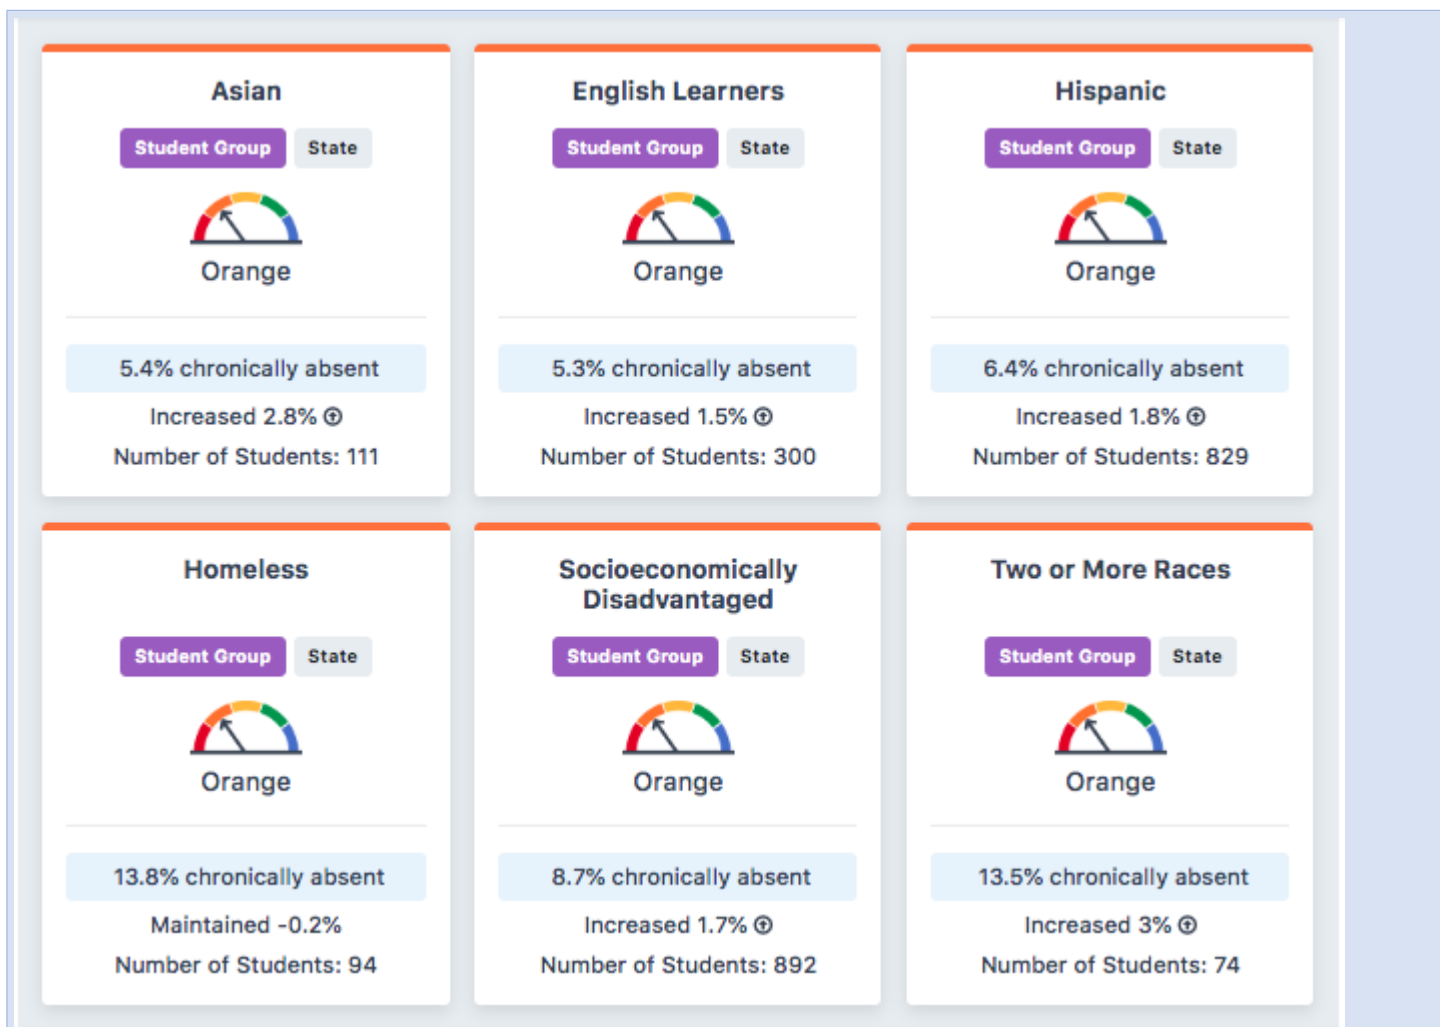 Asian
Student Group State
Orange
5.4% chronically absent
Increased 2.8%
Number of Students: 111
English Learners
Student Group State
Orange
5.3% chronically absent
Increased 1.5%
Number of Students: 300
Hispanic
Student Group State
Orange
6.4% chronically absent
Increased 1.8%
Number of Students: 829
Homeless
Student Group State
Orange
13.8% chronically absent
Maintained -0.2%
Number of Students: 94
Socioeconomically
Disadvantaged
Student Group State
Orange
8.7% chronically absent
Increased 1.7%
Number of Students: 892
Two or More Races
Student Group State
Orange
13.5% chronically absent
Increased 3%
Number of Students: 74